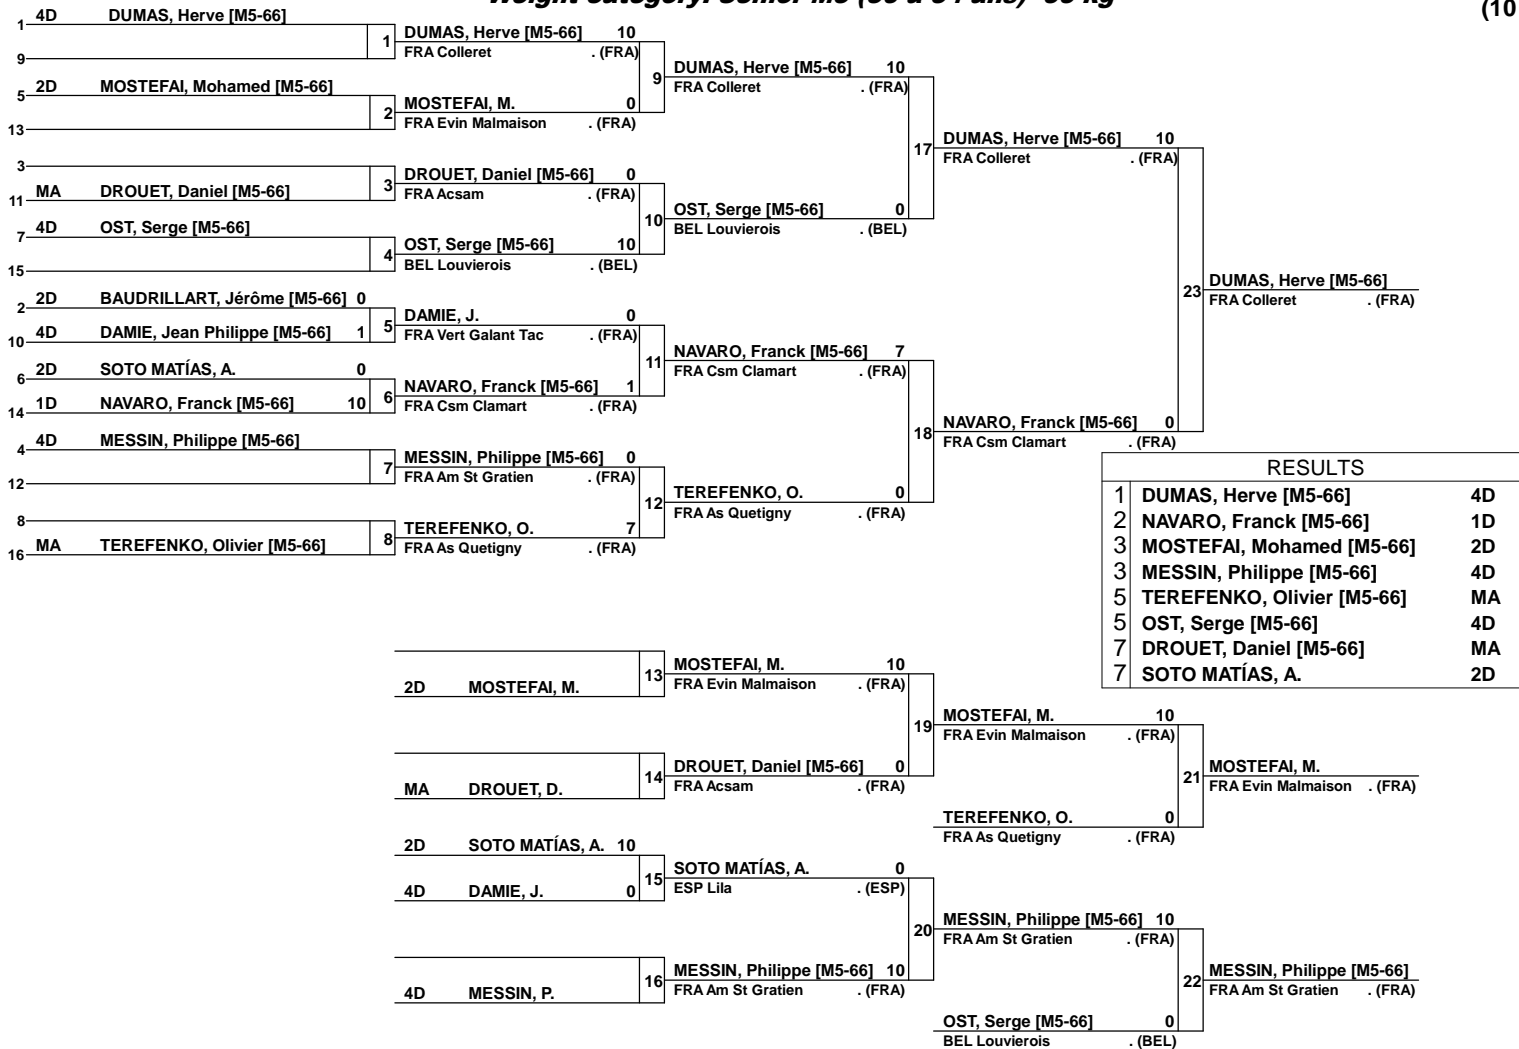 (10
1 4D DUMAS, Herve [M5-66]
9
1
DUMAS, Herve [M5-66] 10
FRA Colleret . (FRA)
5 2D MOSTEFAI, Mohamed [M5-66]
13
2
MOSTEFAI, M. 0
FRA Evin Malmaison . (FRA)
9
DUMAS, Herve [M5-66] 10
FRA Colleret . (FRA)
3
11 MA DROUET, Daniel [M5-66]
3
DROUET, Daniel [M5-66] 0
FRA Acsam . (FRA)
7 4D OST, Serge [M5-66]
15
4
OST, Serge [M5-66] 10
BEL Louvierois . (BEL)
10
OST, Serge [M5-66] 0
BEL Louvierois . (BEL)
17
DUMAS, Herve [M5-66] 10
FRA Colleret . (FRA)
2 2D BAUDRILLART, Jérôme [M5-66] 0
10 4D DAMIE, Jean Philippe [M5-66] 1
5
DAMIE, J. 0
FRA Vert Galant Tac . (FRA)
6 2D SOTO MATÍAS, A. 0
14 1D NAVARO, Franck [M5-66] 10
6
NAVARO, Franck [M5-66] 1
FRA Csm Clamart . (FRA)
11
NAVARO, Franck [M5-66] 7
FRA Csm Clamart . (FRA)
4 4D MESSIN, Philippe [M5-66]
12
7
MESSIN, Philippe [M5-66] 0
FRA Am St Gratien . (FRA)
8
16 MA TEREFENKO, Olivier [M5-66]
8
TEREFENKO, O. 7
FRA As Quetigny . (FRA)
12
TEREFENKO, O. 0
FRA As Quetigny . (FRA)
18
NAVARO, Franck [M5-66] 0
FRA Csm Clamart . (FRA)
23
DUMAS, Herve [M5-66]
FRA Colleret . (FRA)
RESULTS
1 DUMAS, Herve [M5-66] 4D
2 NAVARO, Franck [M5-66] 1D
3 MOSTEFAI, Mohamed [M5-66] 2D
3 MESSIN, Philippe [M5-66] 4D
5 TEREFENKO, Olivier [M5-66] MA
5 OST, Serge [M5-66] 4D
7 DROUET, Daniel [M5-66] MA
7 SOTO MATÍAS, A. 2D
2D MOSTEFAI, M.
13
MOSTEFAI, M. 10
FRA Evin Malmaison . (FRA)
MA DROUET, D.
14
DROUET, Daniel [M5-66] 0
FRA Acsam . (FRA)
19
MOSTEFAI, M. 10
FRA Evin Malmaison . (FRA)
TEREFENKO, O. 0
FRA As Quetigny . (FRA)
21
MOSTEFAI, M.
FRA Evin Malmaison . (FRA)
2D SOTO MATÍAS, A. 10
4D DAMIE, J. 0
15
SOTO MATÍAS, A. 0
ESP Lila . (ESP)
4D MESSIN, P.
16
MESSIN, Philippe [M5-66] 10
FRA Am St Gratien . (FRA)
20
MESSIN, Philippe [M5-66] 10
FRA Am St Gratien . (FRA)
OST, Serge [M5-66] 0
BEL Louvierois . (BEL)
22
MESSIN, Philippe [M5-66]
FRA Am St Gratien . (FRA)